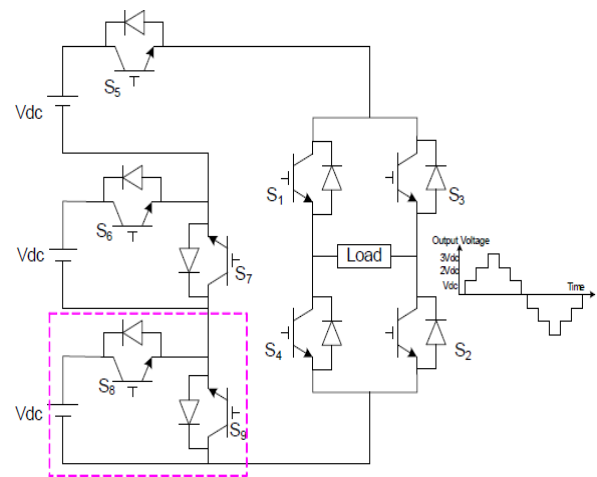 S5
Vdc
S6
Vdc
S7
S8
Vdc
S9
S1
S3
Load
S4
S2
Output Voltage
3Vdc
2Vdc
Vdc
Time